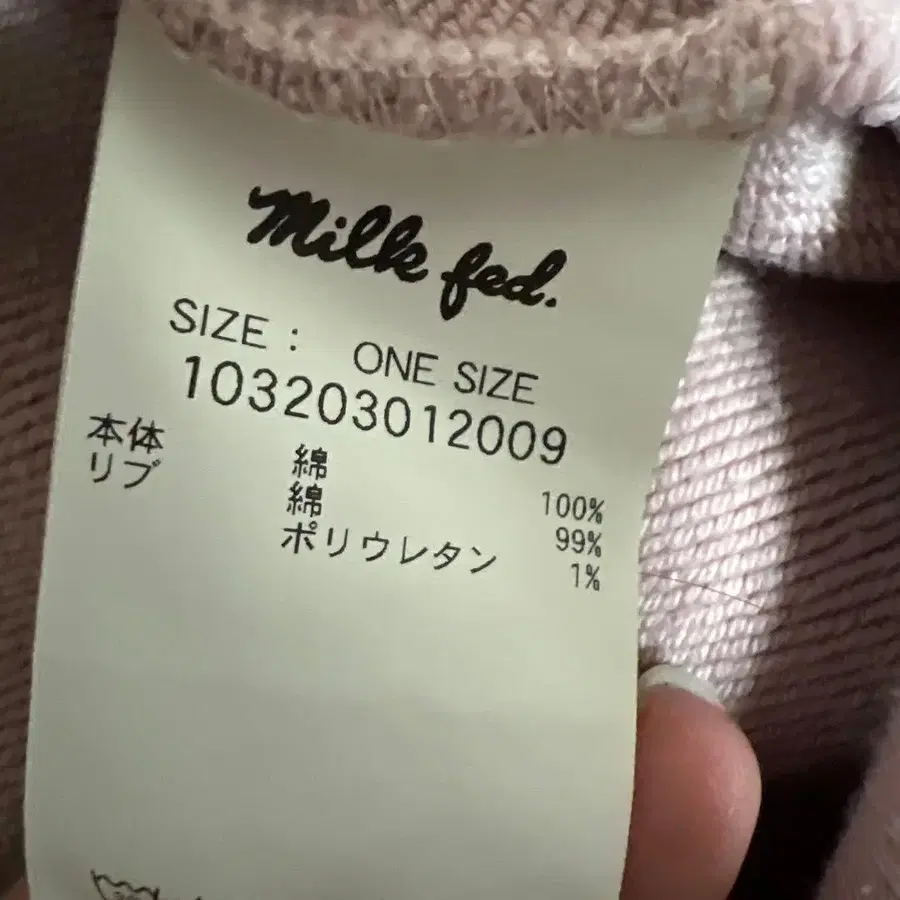 Milk fed.
SIZE : ONE SIZE
103203012009
本体 綿 100%
リブ 綿 99%
ポリウレタン 1%